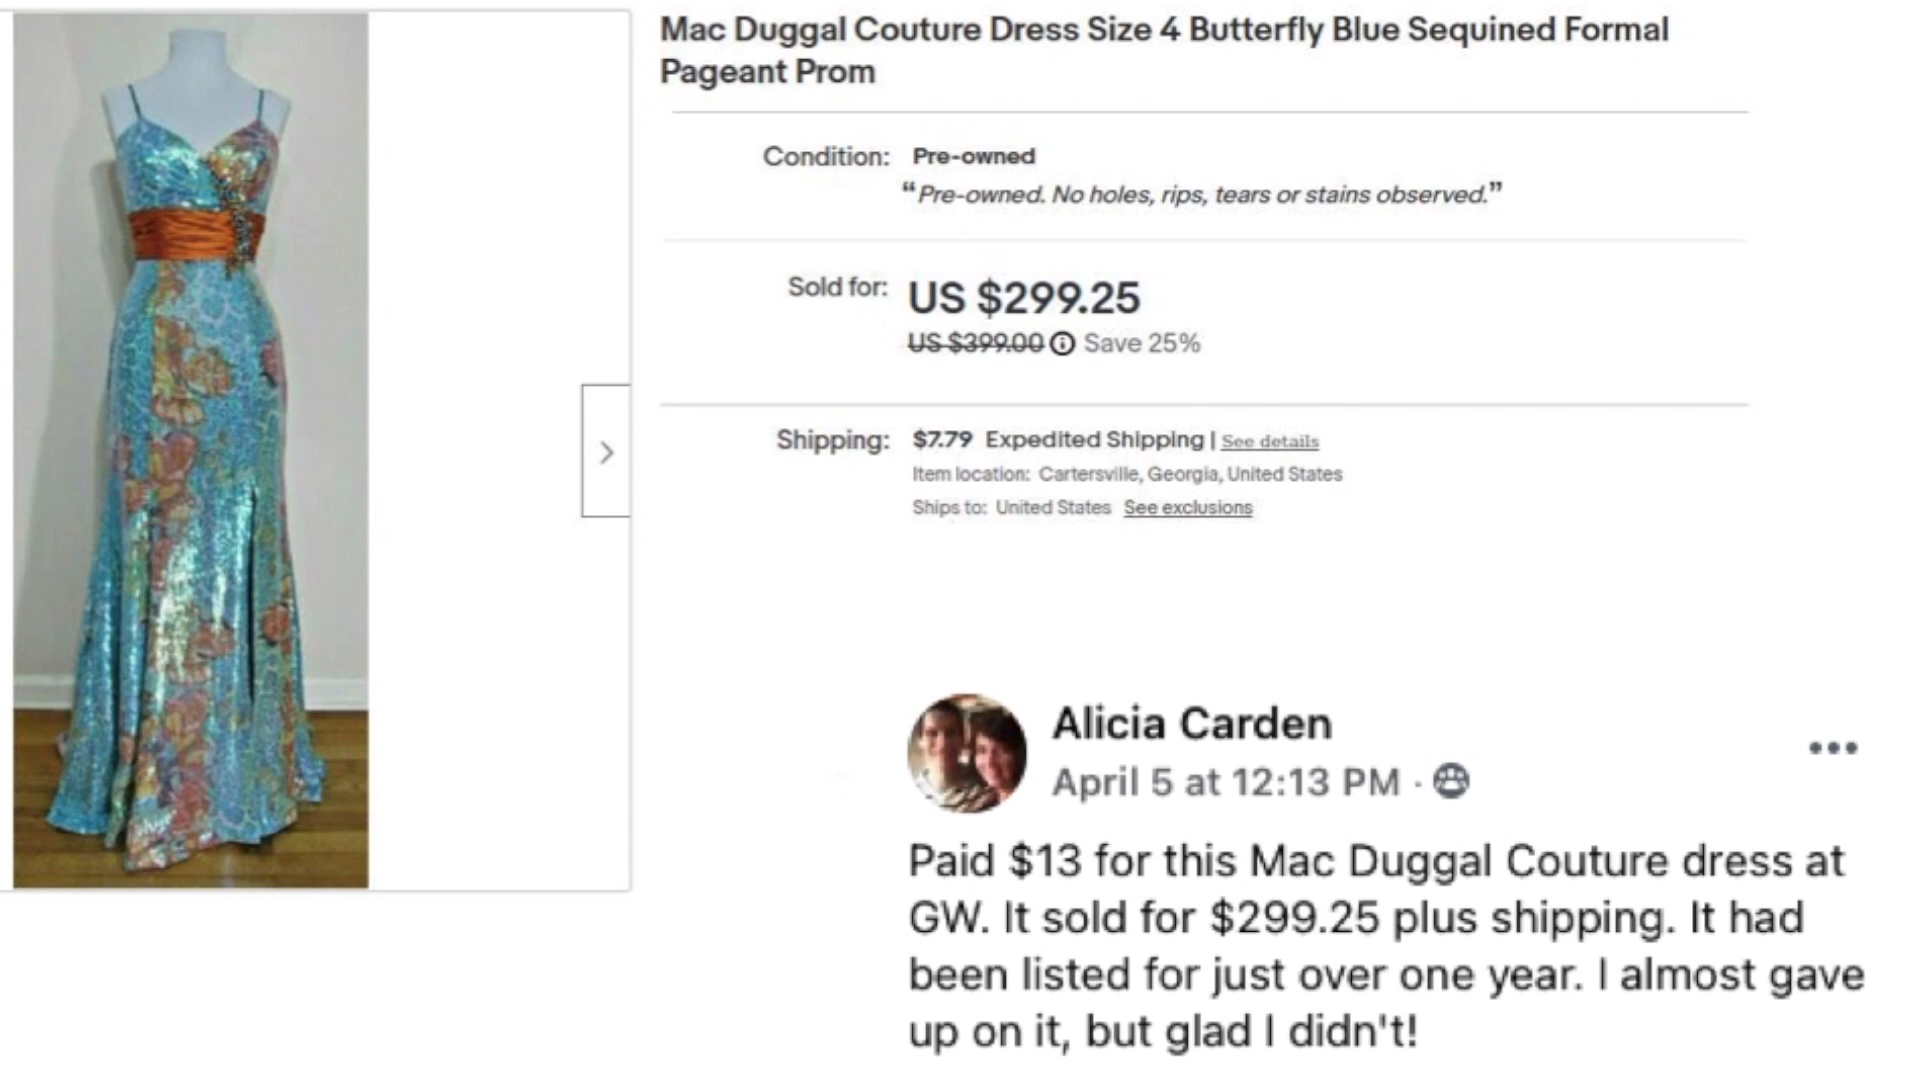 Mac Duggal Couture Dress Size 4 Butterfly Blue Sequined Formal
Pageant Prom
Condition: Pre-owned
“Pre-owned. No holes, rips, tears or stains observed.”
Sold for: US $299.25
US $399.00 Save 25%
Shipping: $7.79 Expedited Shipping | See details
Item location: Cartersville, Georgia, United States
Ships to: United States See exclusions
Alicia Carden
April 5 at 12:13 PM ·
Paid $13 for this Mac Duggal Couture dress at
GW. It sold for $299.25 plus shipping. It had
been listed for just over one year. I almost gave
up on it, but glad I didn't!